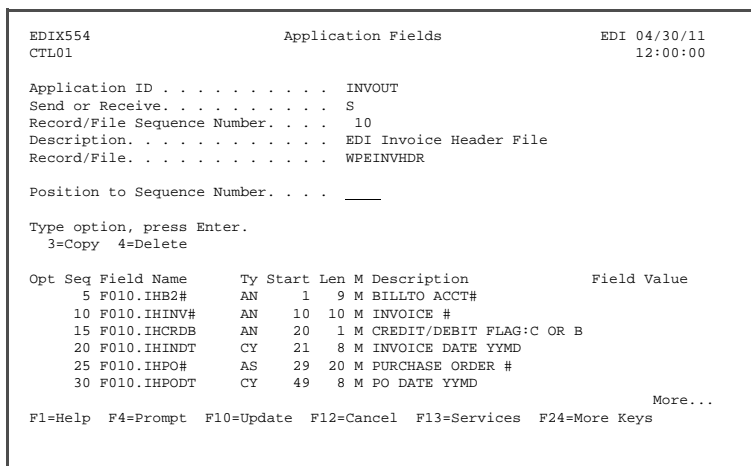 EDIX554 Application Fields EDI 04/30/11
CTL01 12:00:00
Application ID . . . . . . . . . . INVOUT
Send or Receive. . . . . . . . . . S
Record/File Sequence Number. . . . 10
Description. . . . . . . . . . . . EDI Invoice Header File
Record/File. . . . . . . . . . . . WPEINVHDR
Position to Sequence Number. . . . ____
Type option, press Enter.
3=Copy 4=Delete
Opt Seq Field Name Ty Start Len M Description Field Value
5 F010.IHB2# AN 1 9 M BILLTO ACCT#
10 F010.IHINV# AN 10 10 M INVOICE #
15 F010.IHCRDB AN 20 1 M CREDIT/DEBIT FLAG:C OR B
20 F010.IHINDT CY 21 8 M INVOICE DATE YYMD
25 F010.IHPO# AS 29 20 M PURCHASE ORDER #
30 F010.IHPODT CY 49 8 M PO DATE YYMD
More...
F1=Help F4=Prompt F10=Update F12=Cancel F13=Services F24=More Keys